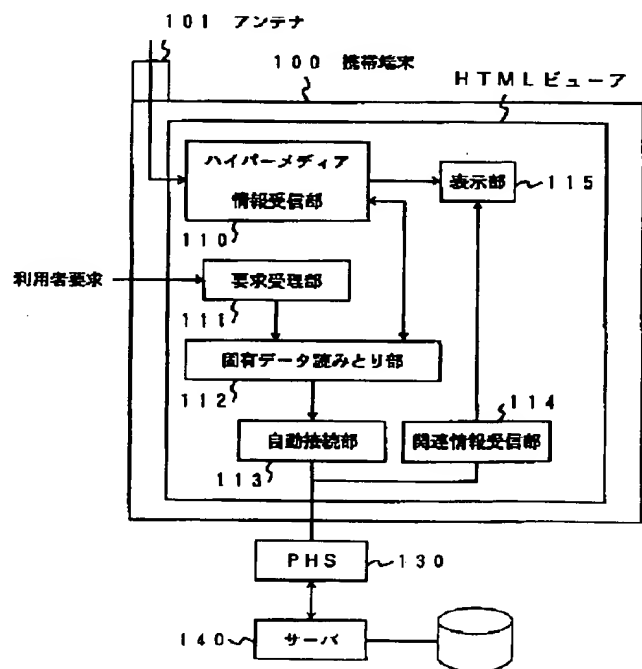 101 アンテナ
100 携帯端末
HTMLビューア
ハイパーメディア
情報受信部
110
表示部
115
利用者要求
要求受理部
111
固有データ読みとり部
112
114
自動接続部
関連情報受信部
113
PHS
130
140
サーバ